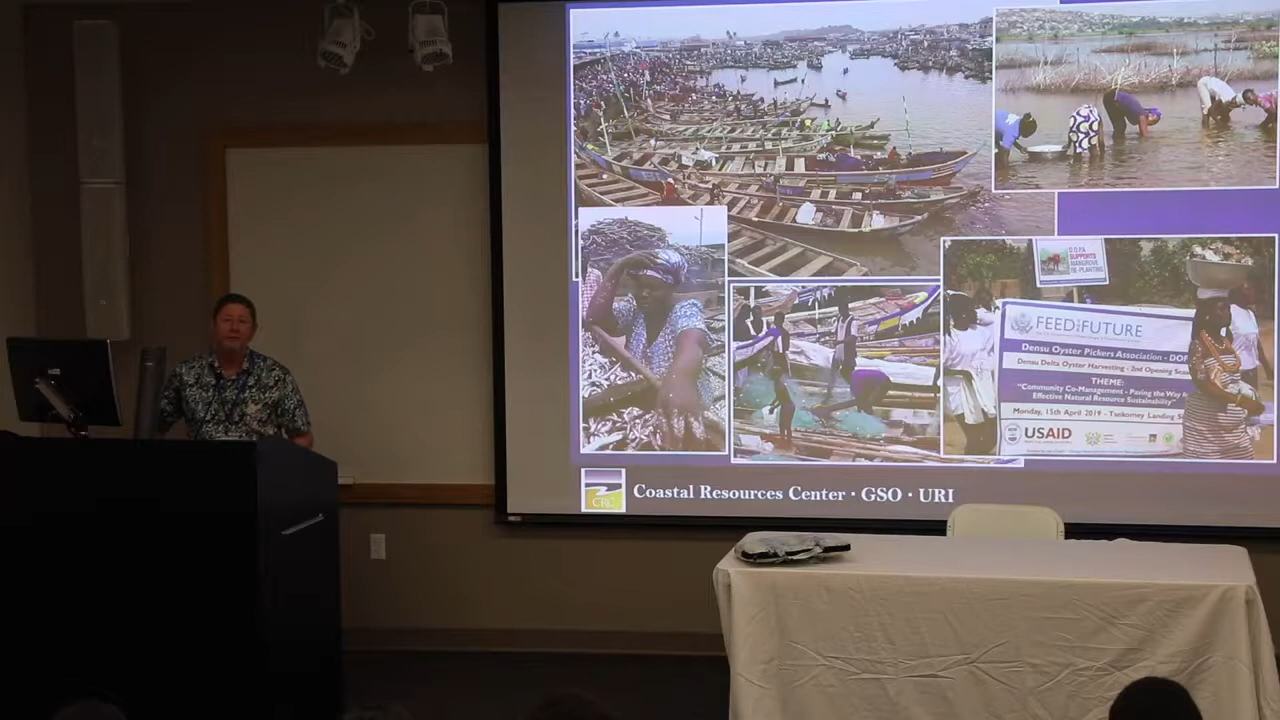 D.O.P.A
SUPPORTS
MANGROVE
RE-PLANTING
FEED THE FUTURE
Densu Oyster Pickers Association - DOP
Densu Delta Oyster Harvesting - 2nd Opening Seas
THEME:
"Community Co-Management - Paving the Way
Effective Natural Resource Sustainability"
Monday, 15th April 2019 - Tsokomey Landing S
USAID
CRC
Coastal Resources Center · GSO · URI